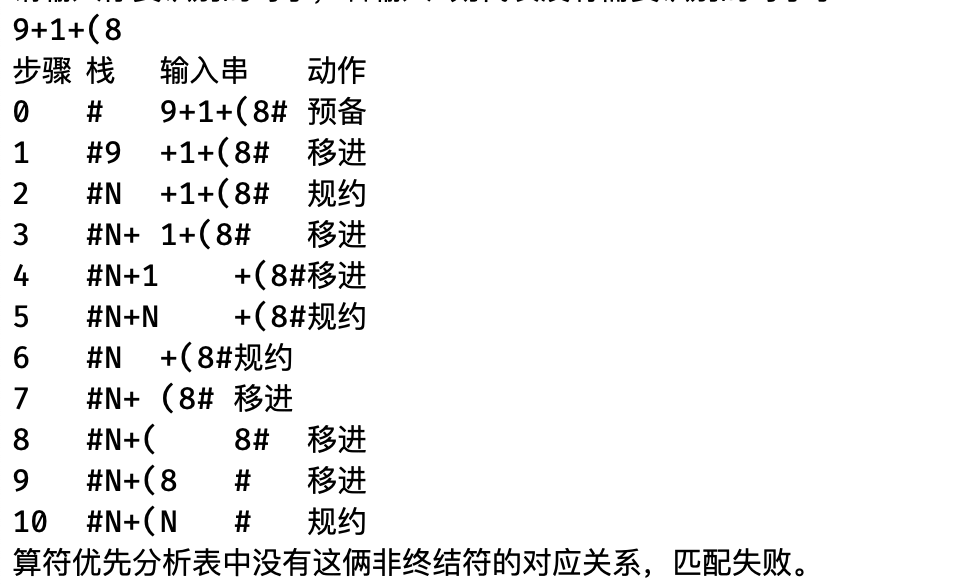 9+1+(8
步骤 栈 输入串 动作
0 # 9+1+(8# 预备
1 #9 +1+(8# 移进
2 #N +1+(8# 规约
3 #N+ 1+(8# 移进
4 #N+1 +(8#移进
5 #N+N +(8#规约
6 #N +(8#规约
7 #N+ (8# 移进
8 #N+( 8# 移进
9 #N+(8 # 移进
10 #N+(N # 规约
算符优先分析表中没有这俩非终结符的对应关系，匹配失败。